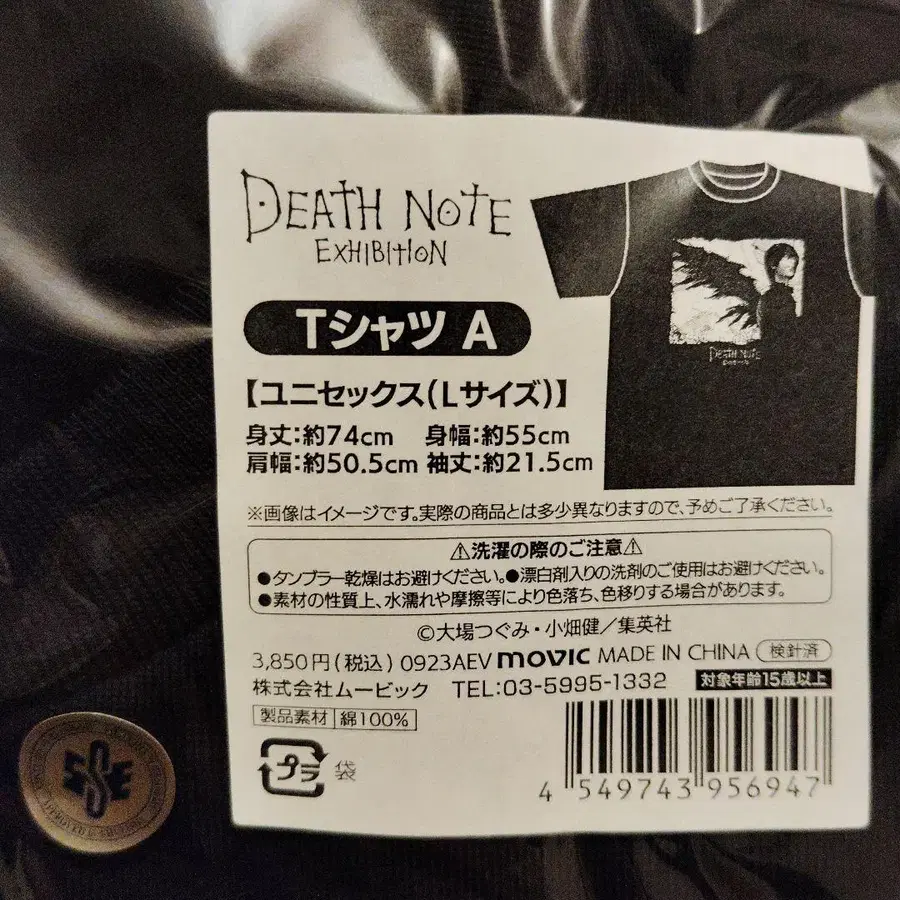 DEATH NOTE
EXHIBITION
Tシャツ A
【ユニセックス(Lサイズ)】
身丈:約74cm 身幅:約55cm
肩幅:約50.5cm 袖丈:約21.5cm
※画像はイメージです。実際の商品とは多少異なりますので、予めご了承ください。
⚠洗濯の際のご注意⚠
●タンブラー乾燥はお避けください。●漂白剤入りの洗剤のご使用はお避けください。
●素材の性質上、水濡れや摩擦等により色落ち、色移りする場合があります。
©大場つぐみ・小畑健/集英社
3,850円(税込) 0923AEV movic MADE IN CHINA 検針済
株式会社ムービック TEL:03-5995-1332 対象年齢15歳以上
製品素材 綿100%
プラ 袋
4 549743 956947
DEATH NOTE
SSE